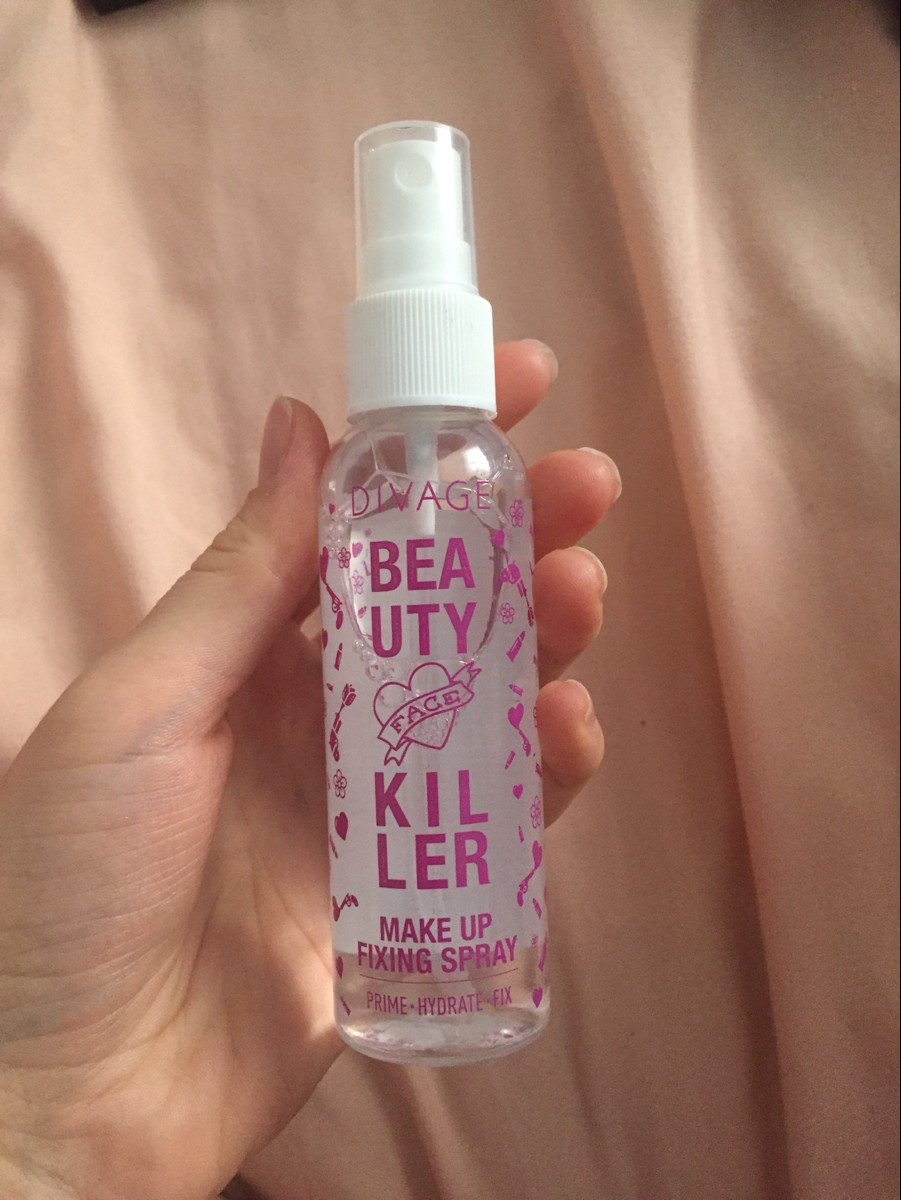 DIVAGE
BEA
UTY
FACE
KIL
LER
MAKE UP
FIXING SPRAY
PRIME·HYDRATE·FIX